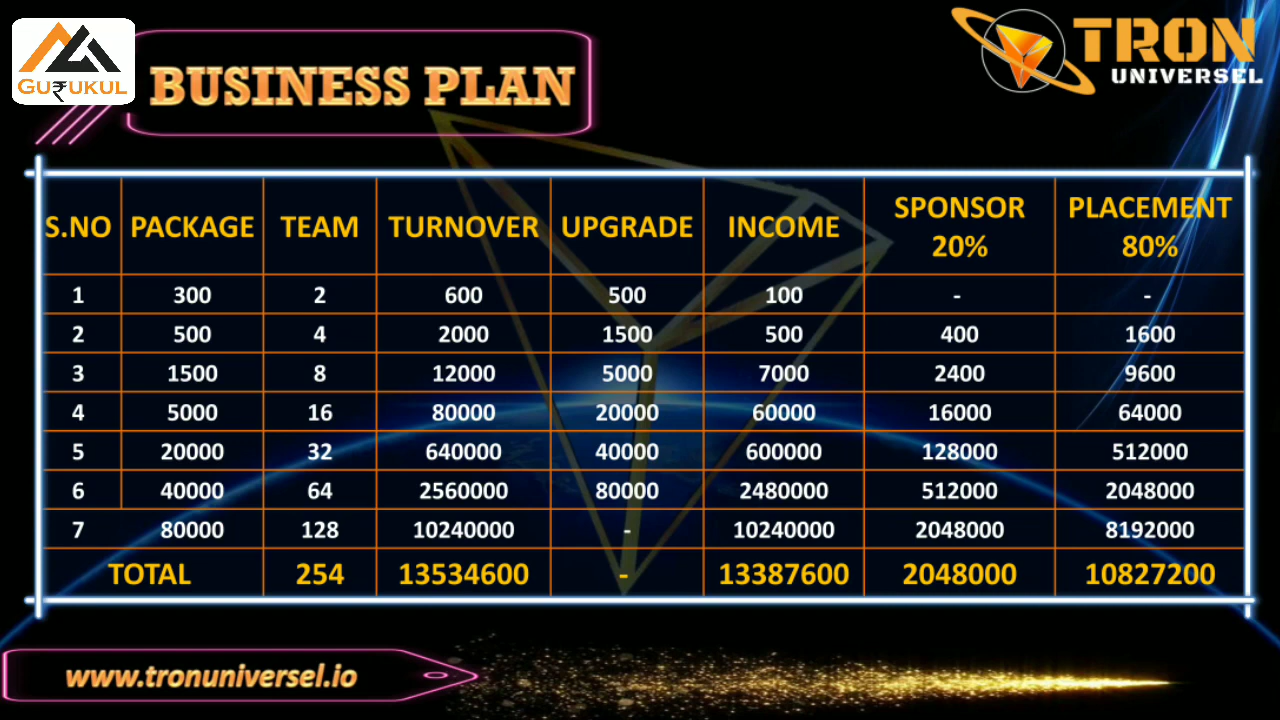 GU₹UKUL
BUSINESS PLAN
TRON
UNIVERSEL
S.NO PACKAGE TEAM TURNOVER UPGRADE INCOME SPONSOR 20% PLACEMENT 80%
1 300 2 600 500 100 - -
2 500 4 2000 1500 500 400 1600
3 1500 8 12000 5000 7000 2400 9600
4 5000 16 80000 20000 60000 16000 64000
5 20000 32 640000 40000 600000 128000 512000
6 40000 64 2560000 80000 2480000 512000 2048000
7 80000 128 10240000 - 10240000 2048000 8192000
TOTAL 254 13534600 - 13387600 2048000 10827200
www.tronuniversel.io